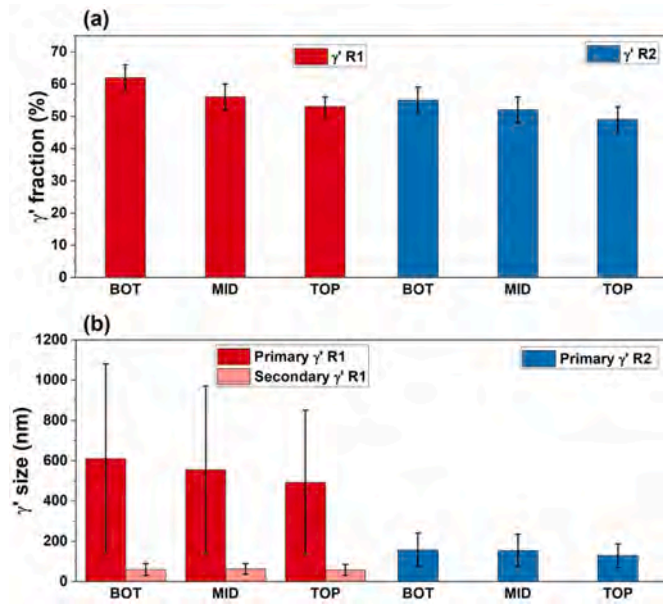 (a)
γ' R1
γ' R2
70
60
50
40
30
20
10
0
γ' fraction (%)
BOT MID TOP BOT MID TOP
(b)
1200
1000
800
600
400
200
0
γ' size (nm)
Primary γ' R1
Secondary γ' R1
Primary γ' R2
BOT MID TOP BOT MID TOP